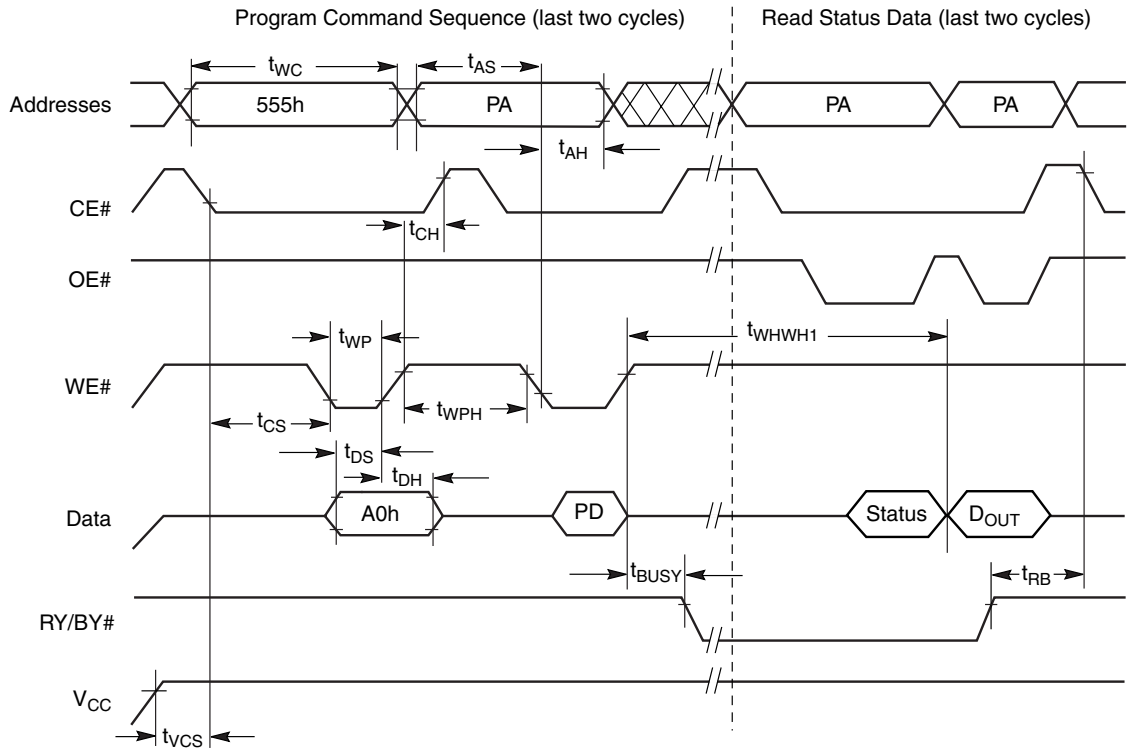 Program Command Sequence (last two cycles)
Read Status Data (last two cycles)
tWC
tAS
Addresses
555h
PA
PA
PA
tAH
CE#
tCH
OE#
tWP
tWHWH1
WE#
tCS
tWPH
tDS
tDH
Data
A0h
PD
Status
DOUT
tBUSY
tRB
RY/BY#
VCC
tVCS